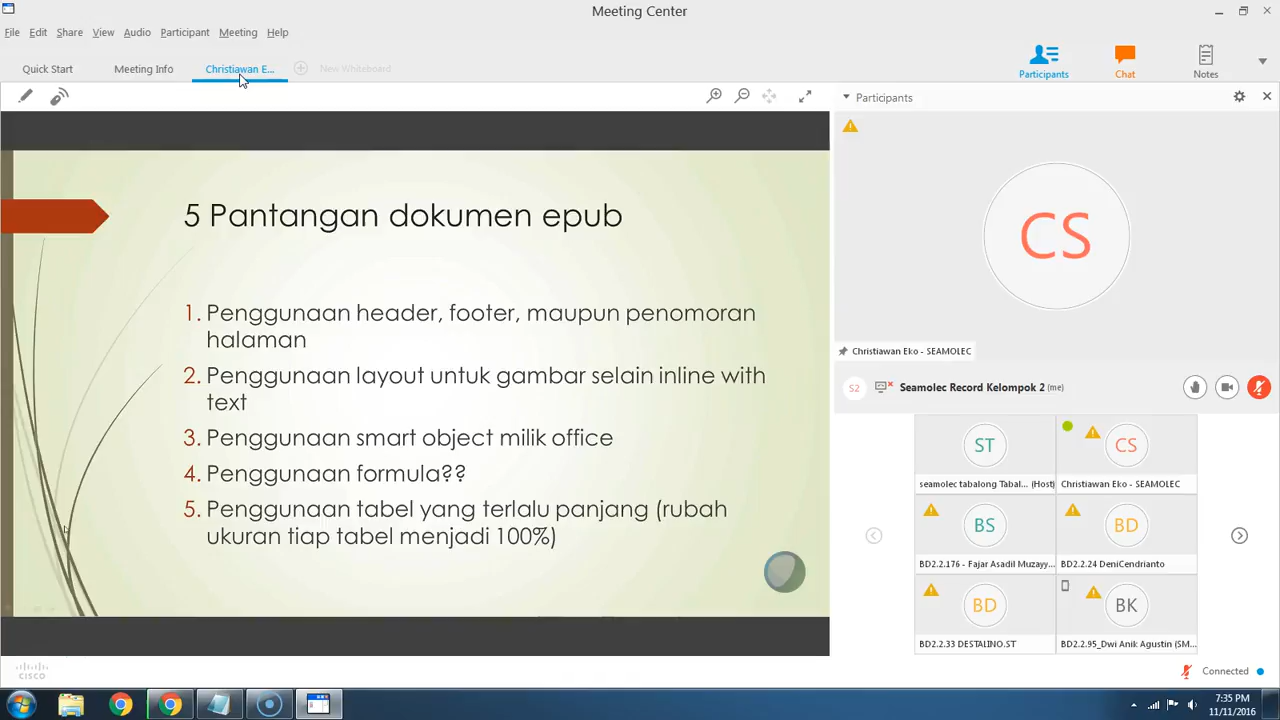 Meeting Center
File Edit Share View Audio Participant Meeting Help
Quick Start Meeting Info Christiawan E... New Whiteboard
Participants Chat Notes
Participants
5 Pantangan dokumen epub
1. Penggunaan header, footer, maupun penomoran
halaman
2. Penggunaan layout untuk gambar selain inline with
text
3. Penggunaan smart object milik office
4. Penggunaan formula??
5. Penggunaan tabel yang terlalu panjang (rubah
ukuran tiap tabel menjadi 100%)
CS
Christiawan Eko - SEAMOLEC
S2 Seamolec Record Kelompok 2 (me)
ST CS
seamolec tabalong Tabal... (Host) Christiawan Eko - SEAMOLEC
BS BD
BD2.2.176 - Fajar Asadil Muzayy... BD2.2.24 DeniCendrianto
BD BK
BD2.2.33 DESTALINO.ST BD2.2.95_Dwi Anik Agustin (SM...
cisco
Connected
7:35 PM
11/11/2016